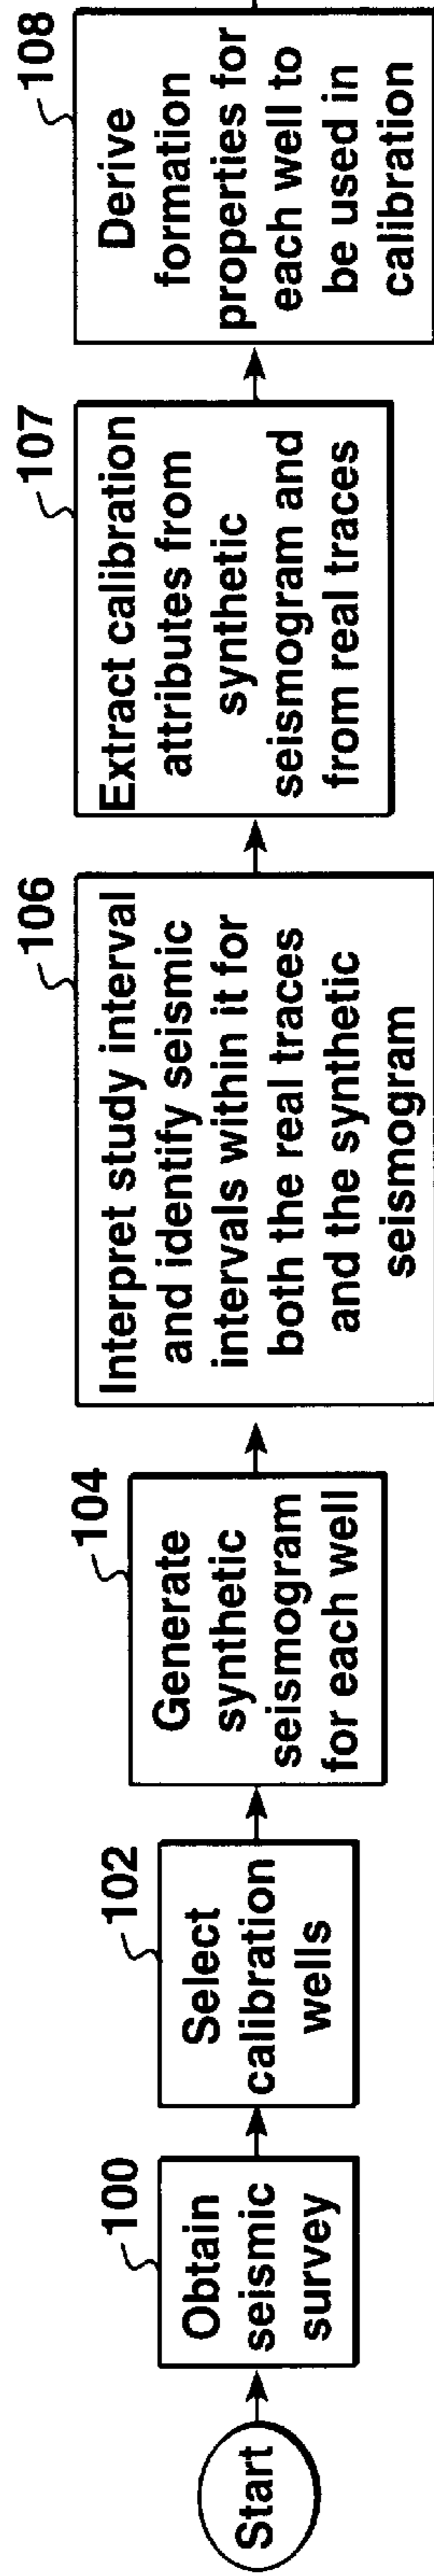 Start
100
Obtain
seismic
survey
102
Select
calibration
wells
104
Generate
synthetic
seismogram
for each well
106
Interpret study interval
and identify seismic
intervals within it for
both the real traces
and the synthetic
seismogram
107
Extract calibration
attributes from
synthetic
seismogram and
from real traces
108
Derive
formation
properties for
each well to
be used in
calibration